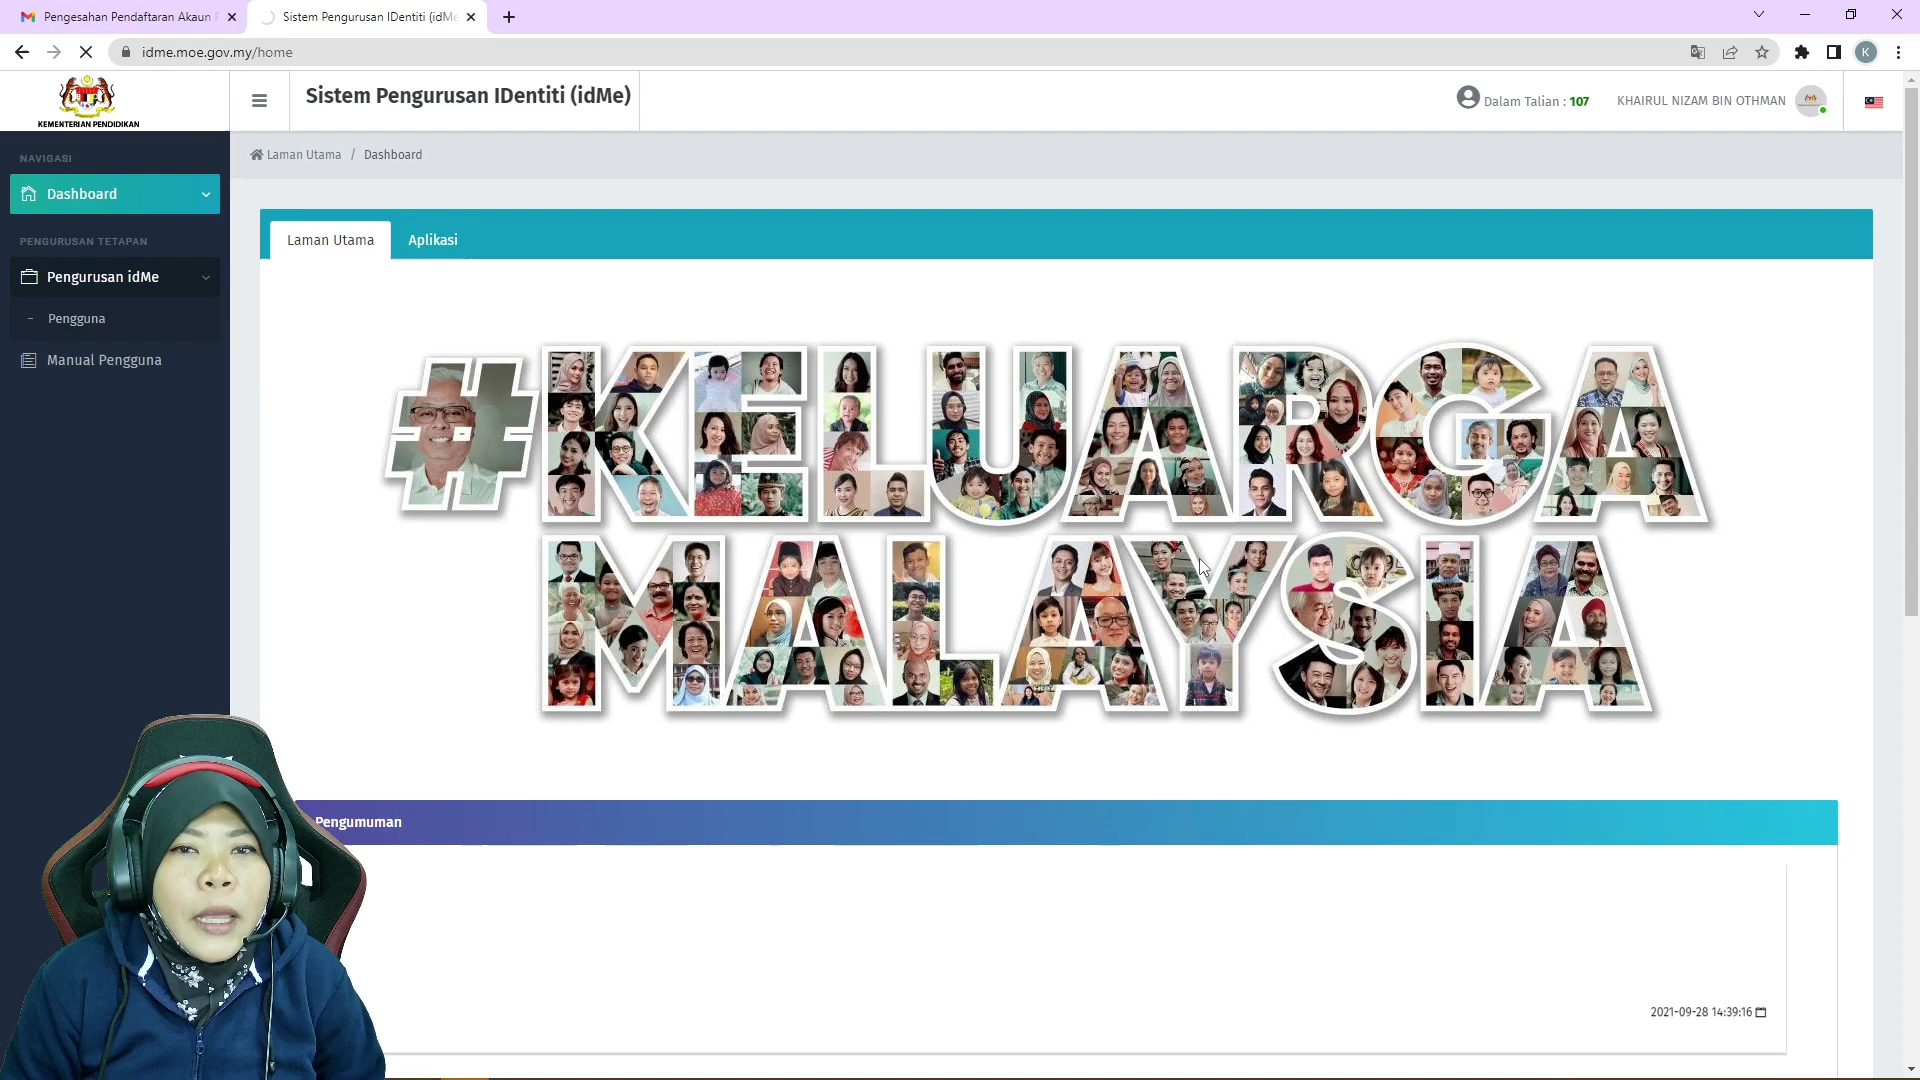 Pengesahan Pendaftaran Akaun
Sistem Pengurusan IDentiti (idMe
idme.moe.gov.my/home
K
KEMENTERIAN PENDIDIKAN
Sistem Pengurusan IDentiti (idMe)
Dalam Talian : 107
KHAIRUL NIZAM BIN OTHMAN
NAVIGASI
Dashboard
PENGURUSAN TETAPAN
Pengurusan idMe
- Pengguna
Manual Pengguna
Laman Utama / Dashboard
Laman Utama
Aplikasi
#KELUARGA
MALAYSIA
Pengumuman
2021-09-28 14:39:16